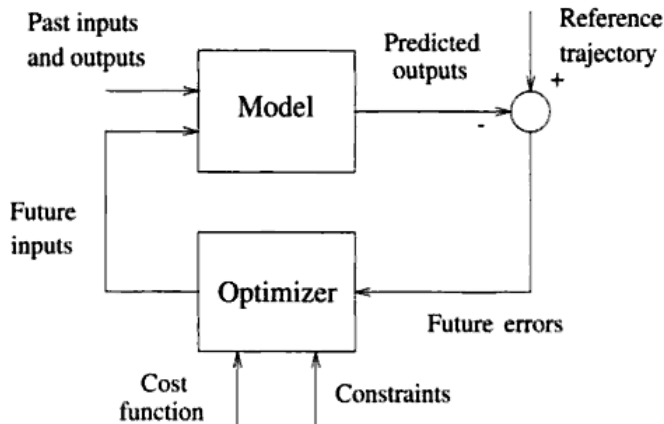 Past inputs
and outputs
Model
Predicted
outputs
Reference
trajectory
+
-
Future
inputs
Optimizer
Future errors
Cost
function
Constraints